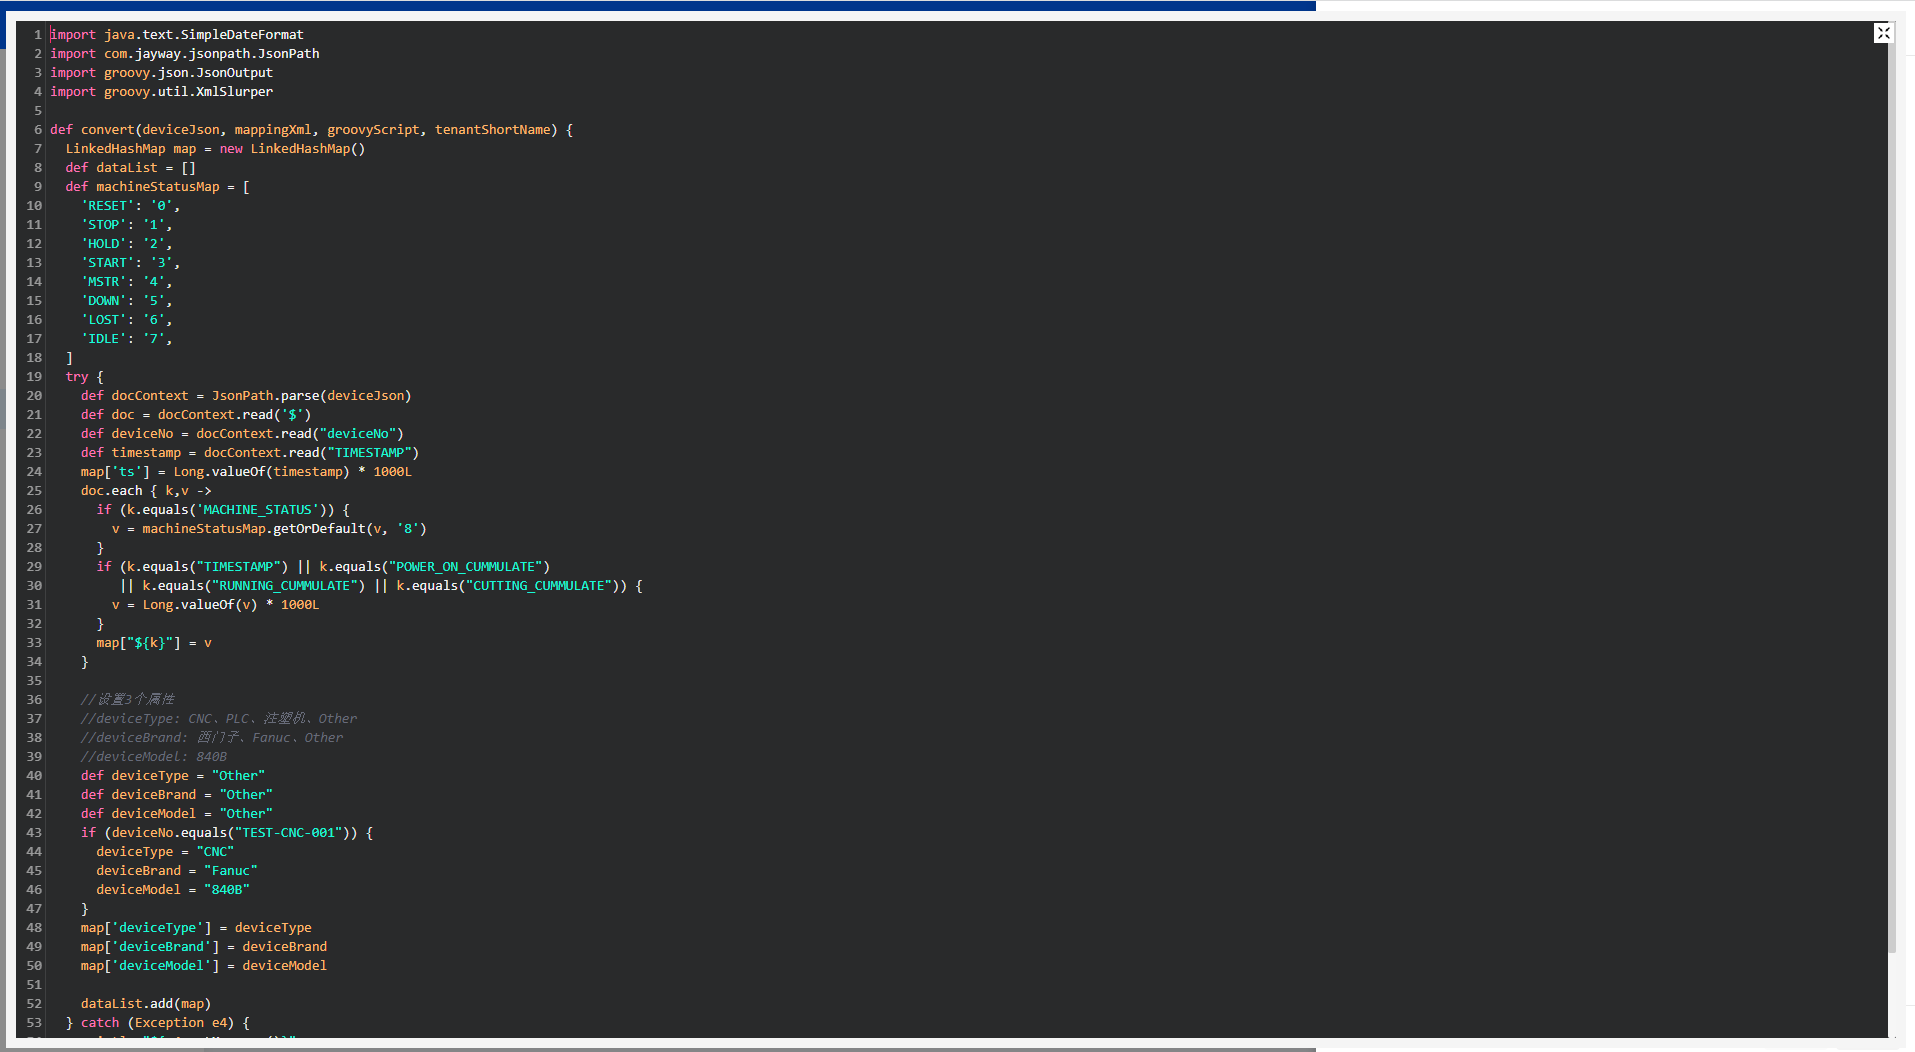 1 import java.text.SimpleDateFormat
2 import com.jayway.jsonpath.JsonPath
3 import groovy.json.JsonOutput
4 import groovy.util.XmlSlurper
5
6 def convert(deviceJson, mappingXml, groovyScript, tenantShortName) {
7   LinkedHashMap map = new LinkedHashMap()
8   def dataList = []
9   def machineStatusMap = [
10     'RESET': '0',
11     'STOP': '1',
12     'HOLD': '2',
13     'START': '3',
14     'MSTR': '4',
15     'DOWN': '5',
16     'LOST': '6',
17     'IDLE': '7',
18   ]
19   try {
20     def docContext = JsonPath.parse(deviceJson)
21     def doc = docContext.read('$')
22     def deviceNo = docContext.read("deviceNo")
23     def timestamp = docContext.read("TIMESTAMP")
24     map['ts'] = Long.valueOf(timestamp) * 1000L
25     doc.each { k,v ->
26       if (k.equals('MACHINE_STATUS')) {
27         v = machineStatusMap.getOrDefault(v, '8')
28       }
29       if (k.equals("TIMESTAMP") || k.equals("POWER_ON_CUMMULATE")
30          || k.equals("RUNNING_CUMMULATE") || k.equals("CUTTING_CUMMULATE")) {
31         v = Long.valueOf(v) * 1000L
32       }
33       map["${k}"] = v
34     }
35
36     //设置3个属性
37     //deviceType: CNC、PLC、注塑机、Other
38     //deviceBrand: 西门子、Fanuc、Other
39     //deviceModel: 840B
40     def deviceType = "Other"
41     def deviceBrand = "Other"
42     def deviceModel = "Other"
43     if (deviceNo.equals("TEST-CNC-001")) {
44       deviceType = "CNC"
45       deviceBrand = "Fanuc"
46       deviceModel = "840B"
47     }
48     map['deviceType'] = deviceType
49     map['deviceBrand'] = deviceBrand
50     map['deviceModel'] = deviceModel
51
52     dataList.add(map)
53   } catch (Exception e4) {